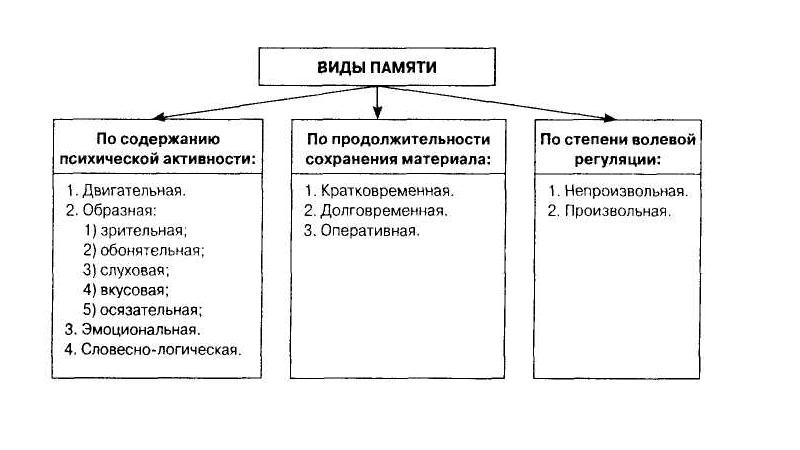 ВИДЫ ПАМЯТИ
По содержанию
психической активности:
1. Двигательная.
2. Образная:
1) зрительная;
2) обонятельная;
3) слуховая;
4) вкусовая;
5) осязательная;
3. Эмоциональная.
4. Словесно-логическая.
По продолжительности
сохранения материала:
1. Кратковременная.
2. Долговременная.
3. Оперативная.
По степени волевой
регуляции:
1. Непроизвольная.
2. Произвольная.